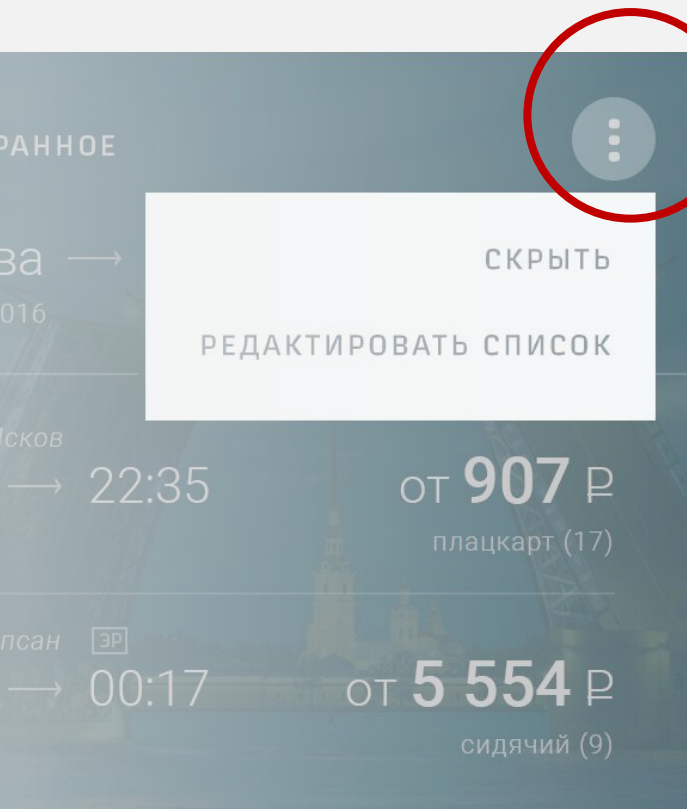 РАННОЕ
ва →
СКРЫТЬ
016
РЕДАКТИРОВАТЬ СПИСОК
Псков
→ 22:35 от 907 ₽
плацкарт (17)
псан ЭР
→ 00:17 от 5 554 ₽
сидячий (9)